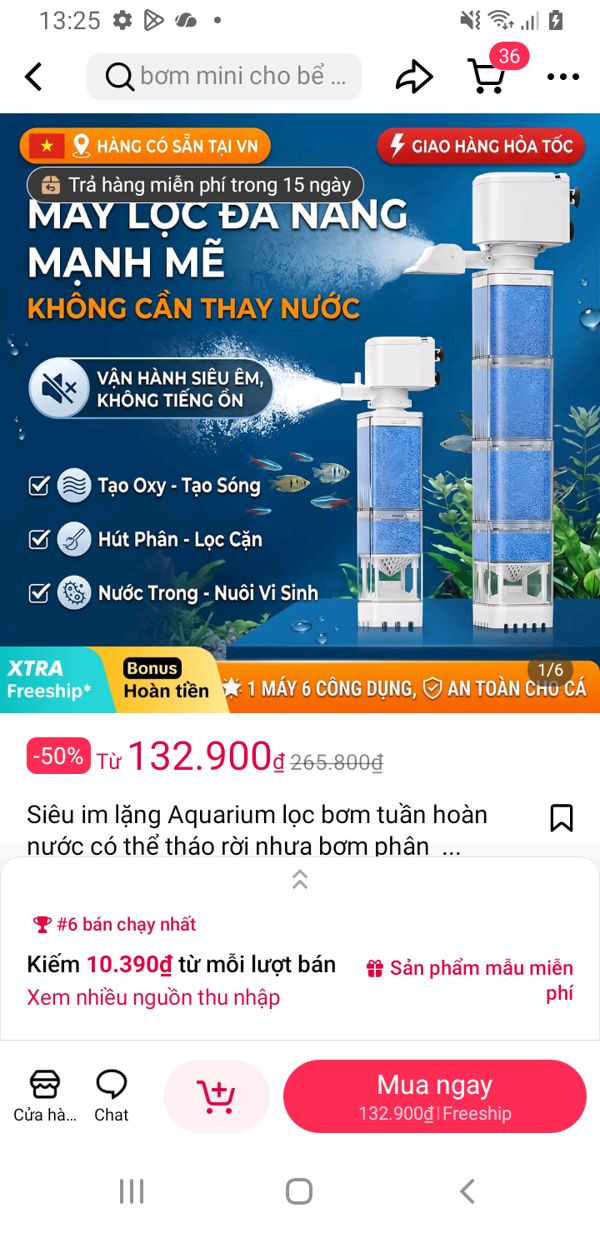 13:25
bơm mini cho bể ...
36
HÀNG CÓ SẴN TẠI VN
GIAO HÀNG HỎA TỐC
Trả hàng miễn phí trong 15 ngày
MÁY LỌC ĐA NĂNG
MẠNH MẼ
KHÔNG CẦN THAY NƯỚC
VẬN HÀNH SIÊU ÊM,
KHÔNG TIẾNG ỒN
Tạo Oxy - Tạo Sóng
Hút Phân - Lọc Cặn
Nước Trong - Nuôi Vi Sinh
1/6
XTRA
Freeship*
Bonus
Hoàn tiền
1 MÁY 6 CÔNG DỤNG, AN TOÀN CHO CÁ
-50% Từ 132.900₫ 265.800₫
Siêu im lặng Aquarium lọc bơm tuần hoàn
nước có thể tháo rời nhựa bơm phân ...
#6 bán chạy nhất
Kiếm 10.390₫ từ mỗi lượt bán
Xem nhiều nguồn thu nhập
Sản phẩm mẫu miễn
phí
Cửa hà...
Chat
Mua ngay
132.900₫|Freeship